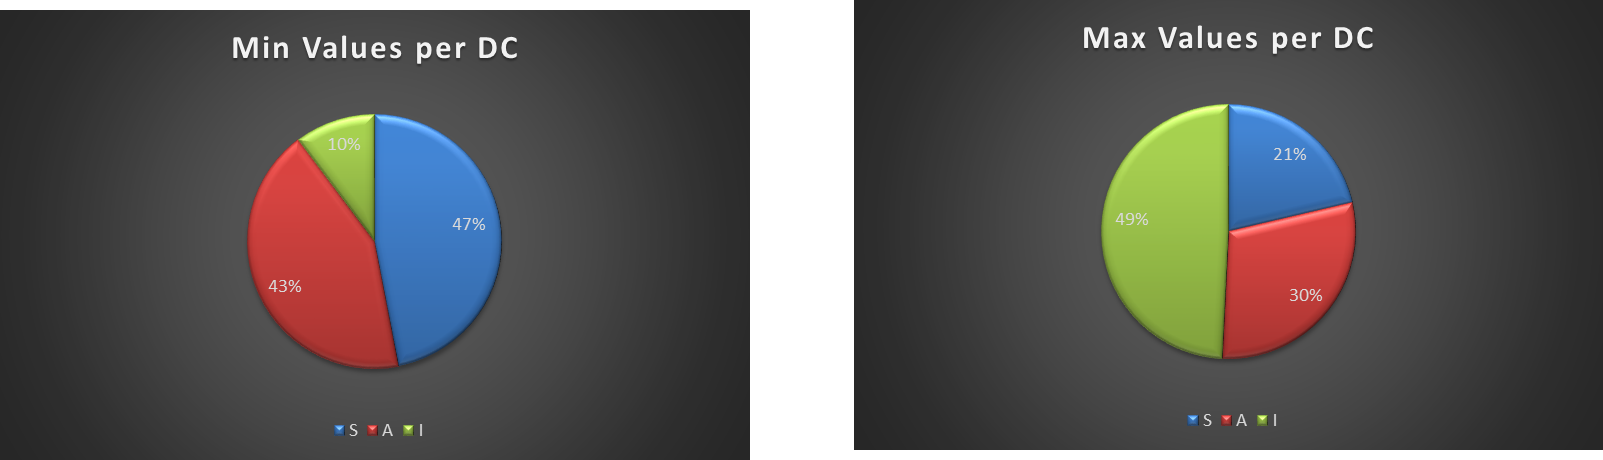 Min Values per DC
10%
47%
43%
S A I
Max Values per DC
21%
49%
30%
S A I